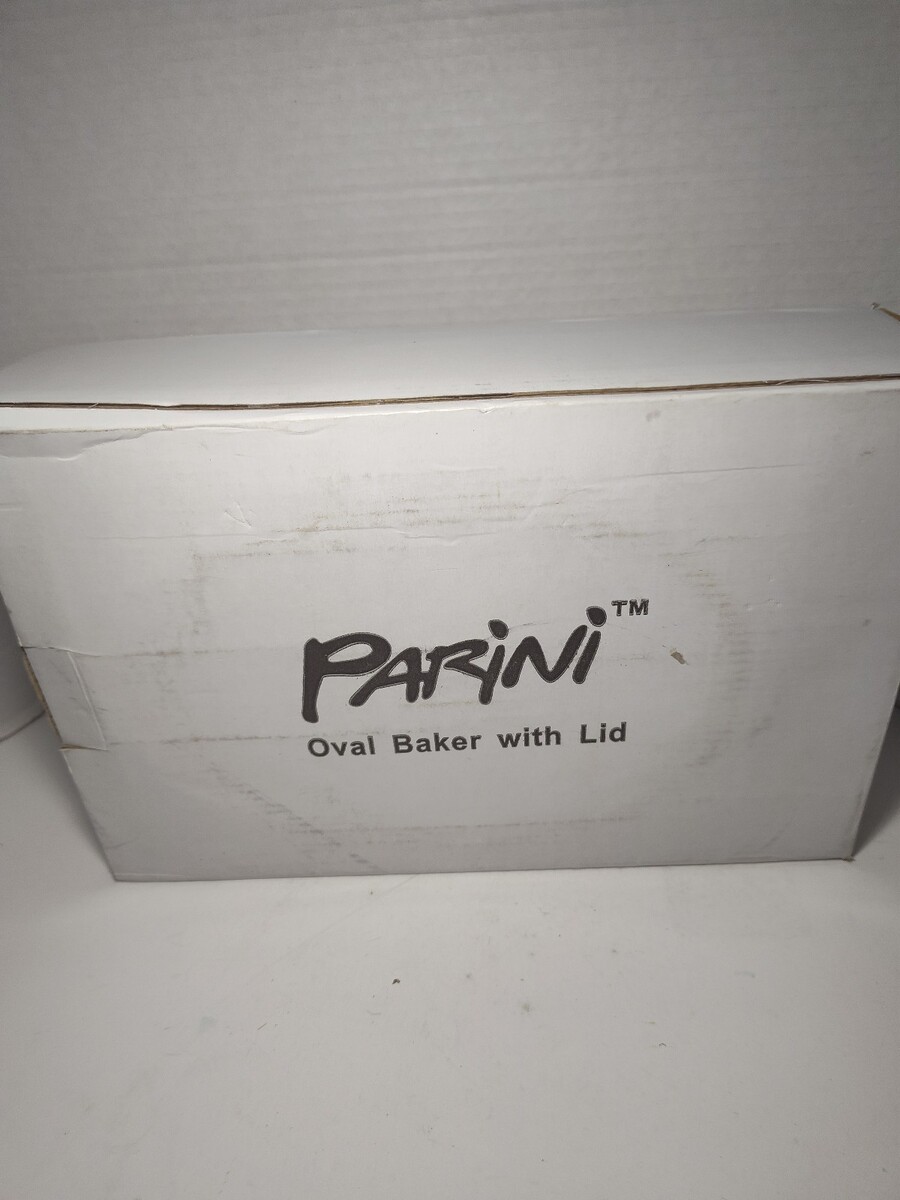 PARiNi™
Oval Baker with Lid